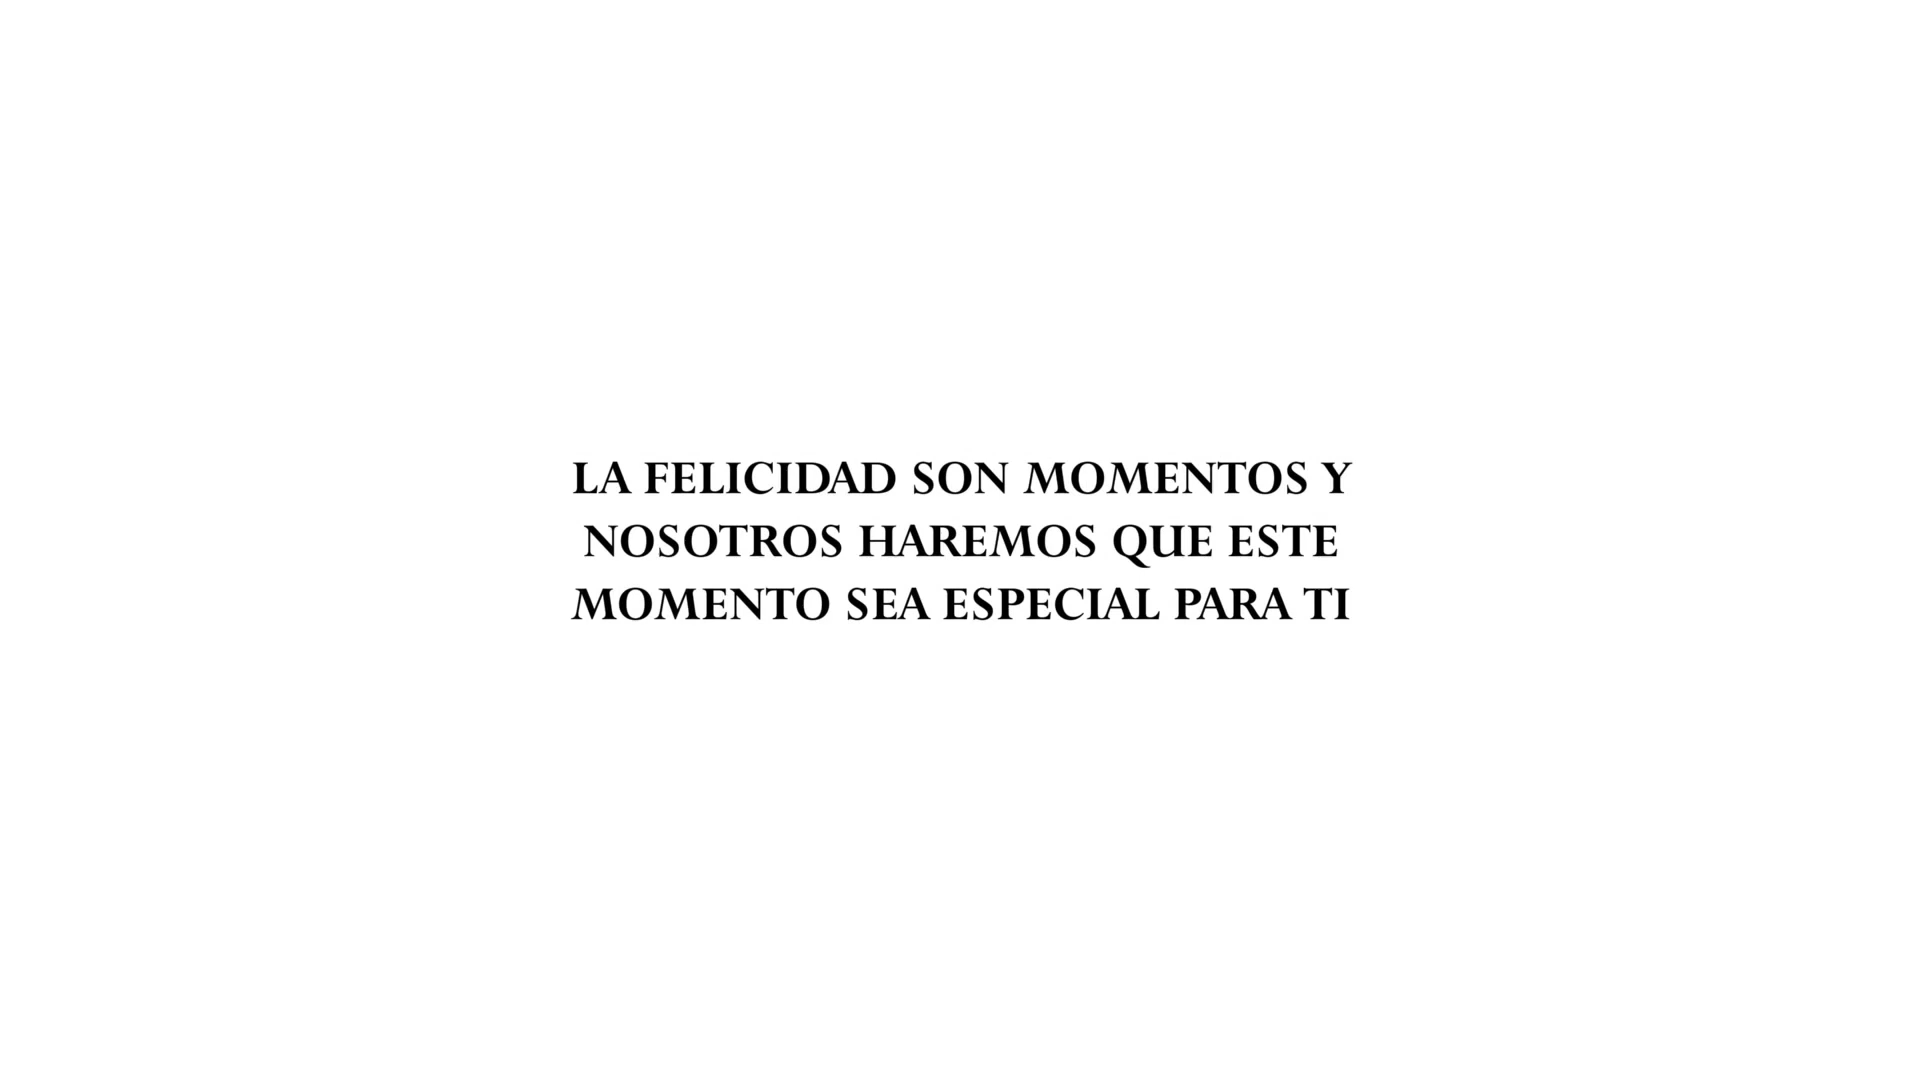 LA FELICIDAD SON MOMENTOS Y
NOSOTROS HAREMOS QUE ESTE
MOMENTO SEA ESPECIAL PARA TI